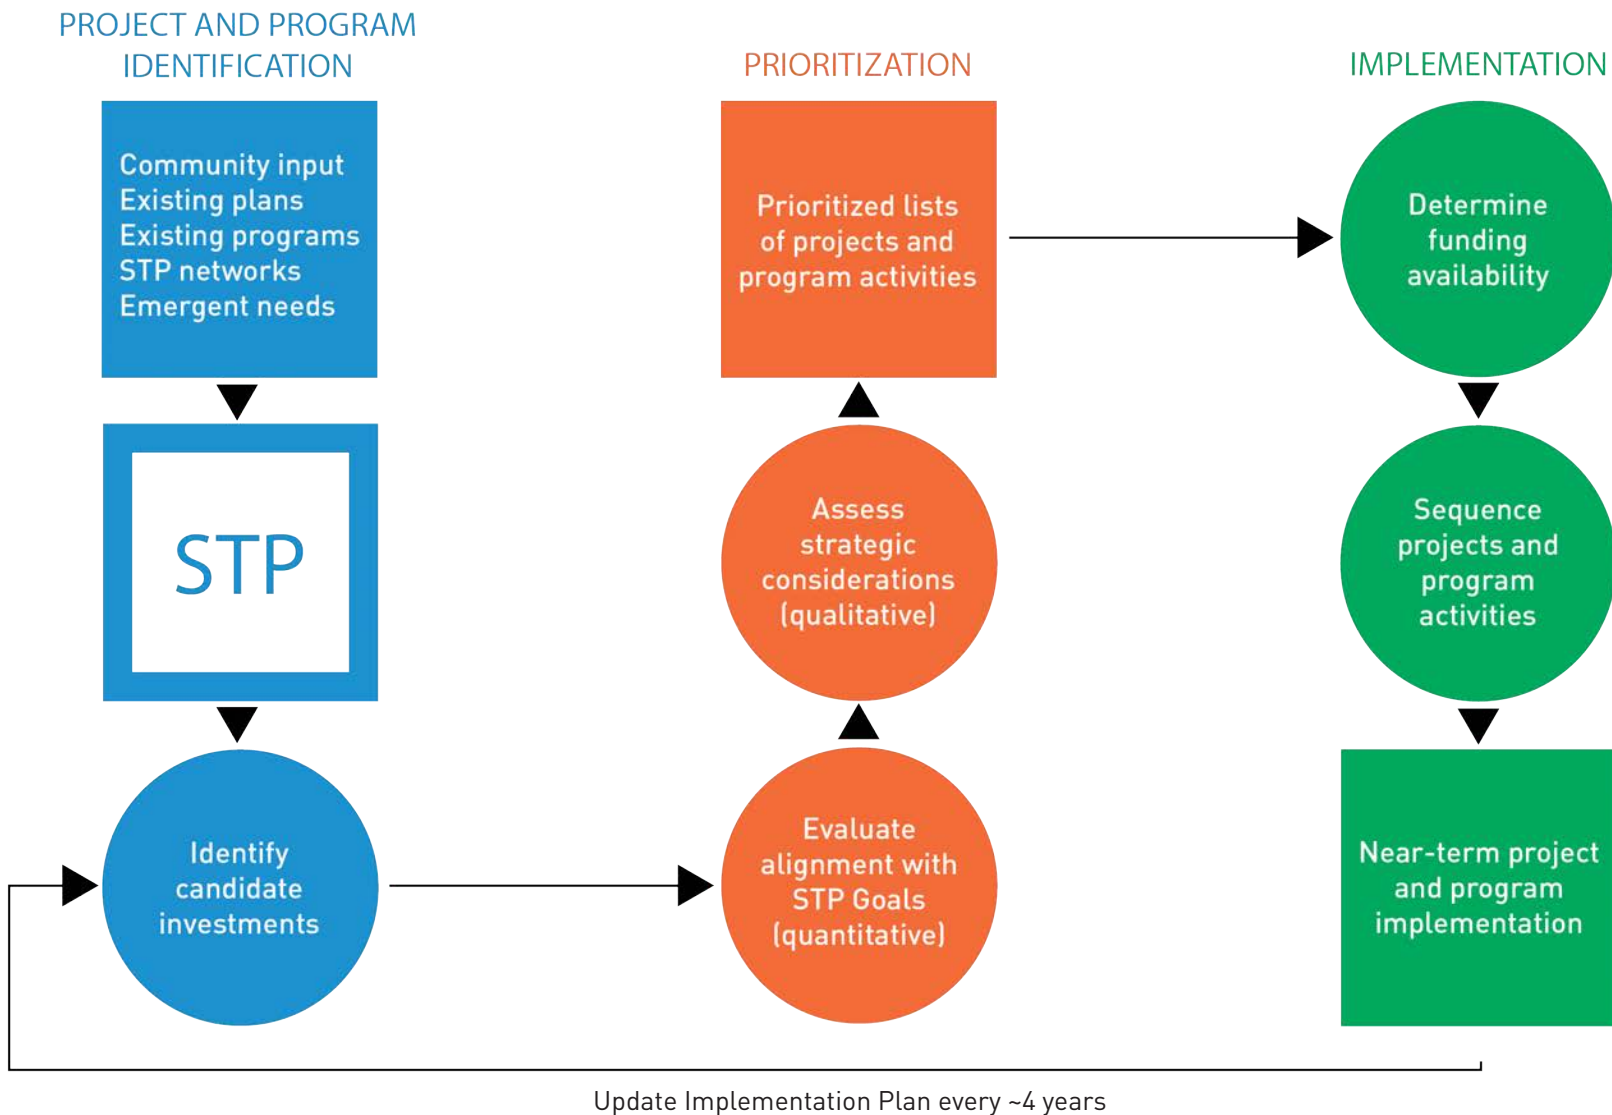 PROJECT AND PROGRAM
IDENTIFICATION
Community input
Existing plans
Existing programs
STP networks
Emergent needs
STP
Identify
candidate
investments
PRIORITIZATION
Prioritized lists
of projects and
program activities
Assess
strategic
considerations
(qualitative)
Evaluate
alignment with
STP Goals
(quantitative)
IMPLEMENTATION
Determine
funding
availability
Sequence
projects and
program
activities
Near-term project
and program
implementation
Update Implementation Plan every ~4 years